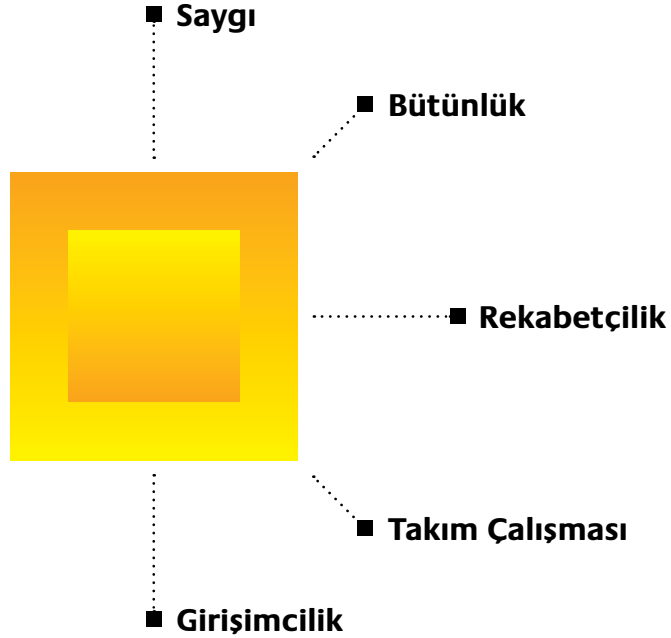 Saygı
Bütünlük
Rekabetçilik
Takım Çalışması
Girişimcilik